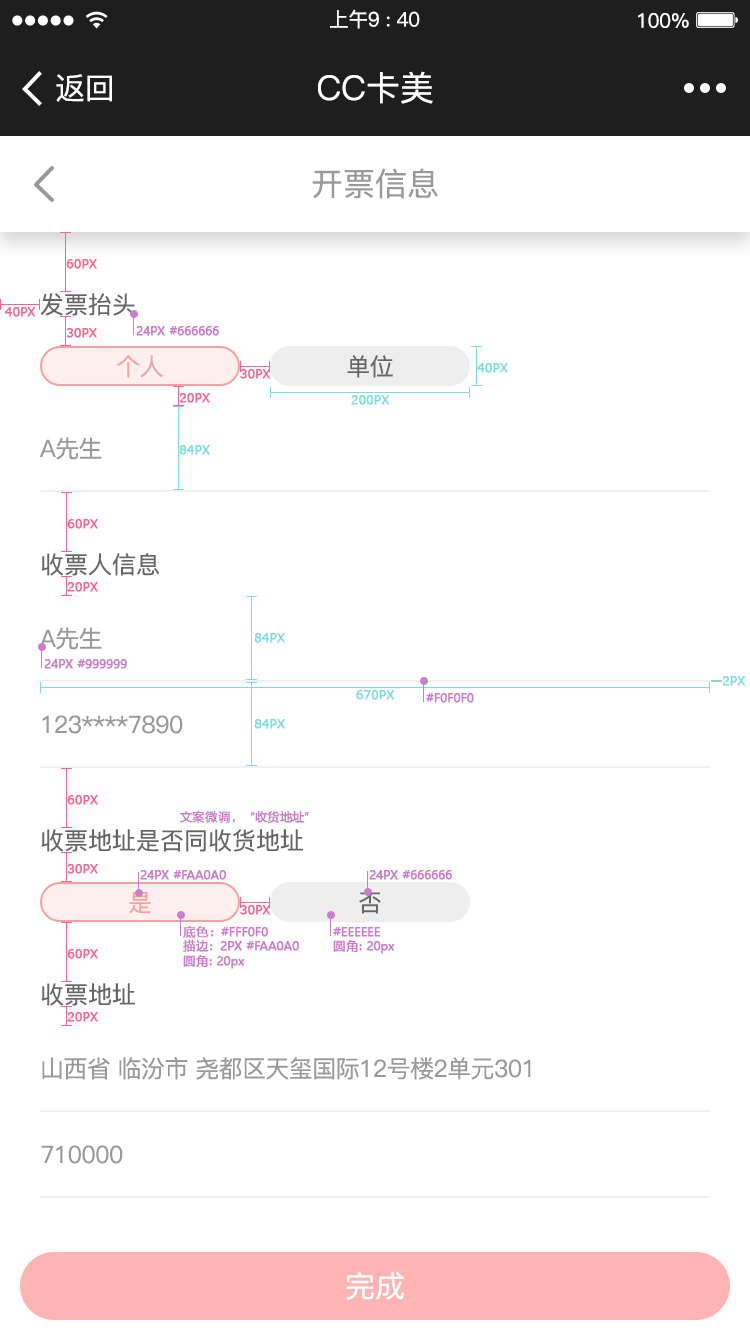 上午9 : 40
100%
返回
CC卡美
开票信息
60PX
40PX
发票抬头
30PX
24PX #666666
个人
30PX
单位
40PX
20PX
200PX
A先生
84PX
60PX
收票人信息
20PX
A先生
84PX
24PX #999999
2PX
670PX
#F0F0F0
123****7890
84PX
60PX
文案微调， “收货地址”
收票地址是否同收货地址
30PX
24PX #FAA0A0
24PX #666666
是
30PX
否
底色：#FFF0F0
描边：2PX #FAA0A0
圆角: 20px
#EEEEEE
圆角: 20px
60PX
收票地址
20PX
山西省 临汾市 尧都区天玺国际12号楼2单元301
710000
完成